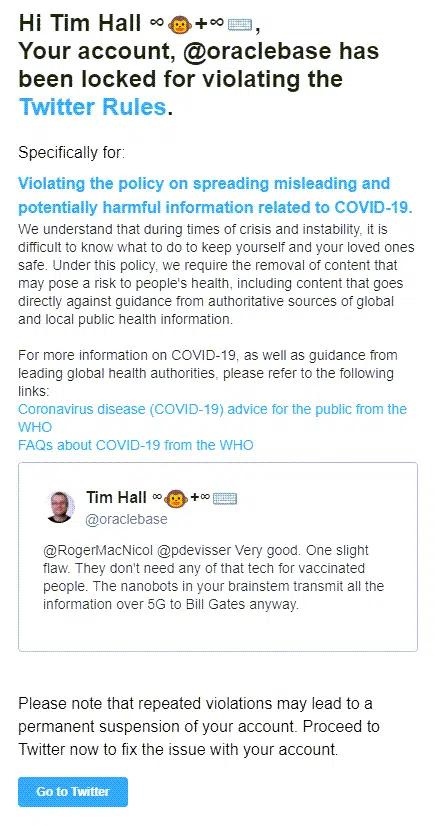 Hi Tim Hall ∞🐵+∞⌨️,
Your account, @oraclebase has
been locked for violating the
Twitter Rules.
Specifically for:
Violating the policy on spreading misleading and
potentially harmful information related to COVID-19.
We understand that during times of crisis and instability, it is
difficult to know what to do to keep yourself and your loved ones
safe. Under this policy, we require the removal of content that
may pose a risk to people's health, including content that goes
directly against guidance from authoritative sources of global
and local public health information.
For more information on COVID-19, as well as guidance from
leading global health authorities, please refer to the following
links:
Coronavirus disease (COVID-19) advice for the public from the
WHO
FAQs about COVID-19 from the WHO
Tim Hall ∞🐵+∞⌨️
@oraclebase
@RogerMacNicol @pdevisser Very good. One slight
flaw. They don't need any of that tech for vaccinated
people. The nanobots in your brainstem transmit all the
information over 5G to Bill Gates anyway.
Please note that repeated violations may lead to a
permanent suspension of your account. Proceed to
Twitter now to fix the issue with your account.
Go to Twitter